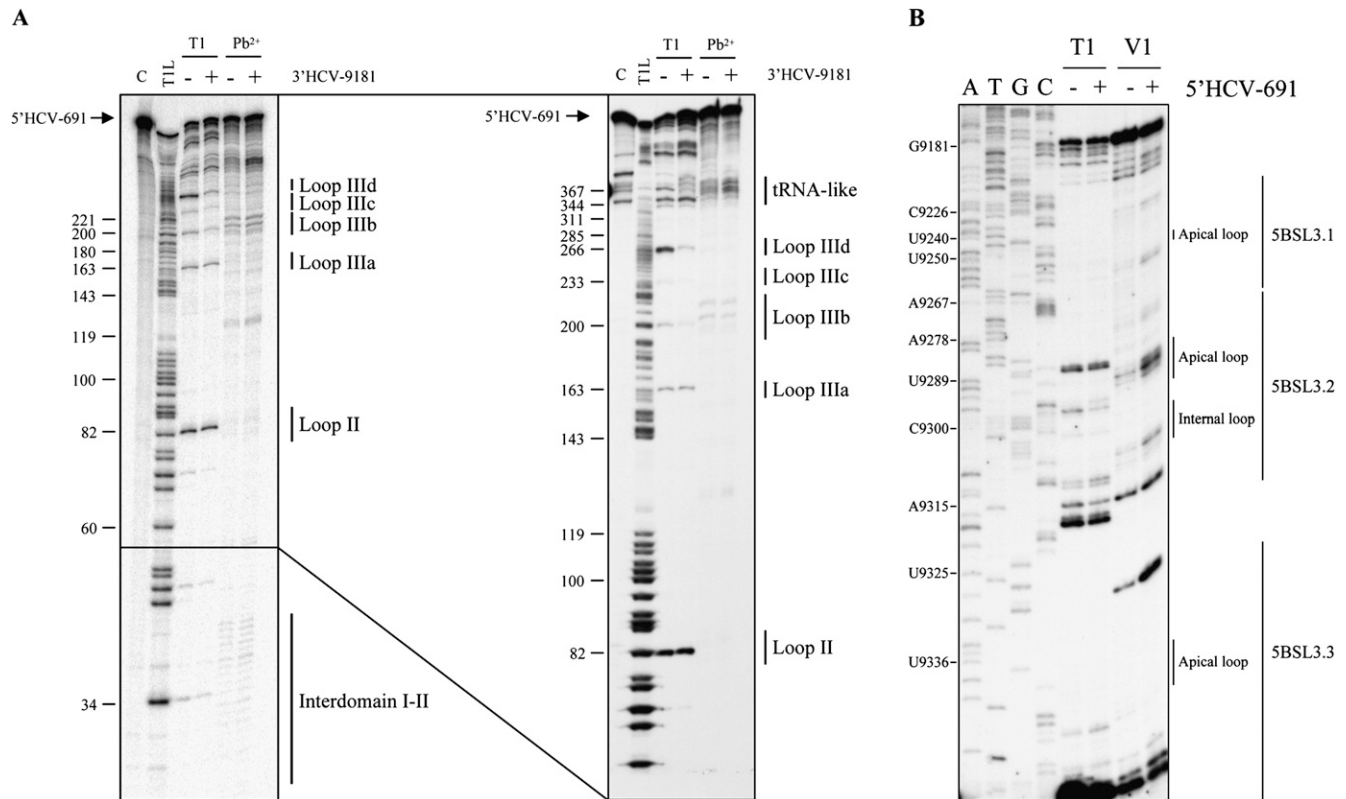 A
T1 Pb²⁺
C T1L - + - + 3'HCV-9181
5'HCV-691
Loop IIId
Loop IIIc
221
Loop IIIb
200
180
Loop IIIa
163
143
119
100
Loop II
82
60
Interdomain I-II
34
T1 Pb²⁺
C T1L - + - + 3'HCV-9181
5'HCV-691
367
tRNA-like
344
311
285
Loop IIId
266
Loop IIIc
233
Loop IIIb
200
163
Loop IIIa
143
119
100
82
Loop II
B
T1 V1
A T G C - + - + 5'HCV-691
G9181
C9226
U9240
Apical loop
5BSL3.1
U9250
A9267
A9278
Apical loop
U9289
5BSL3.2
Internal loop
C9300
A9315
U9325
U9336
Apical loop
5BSL3.3